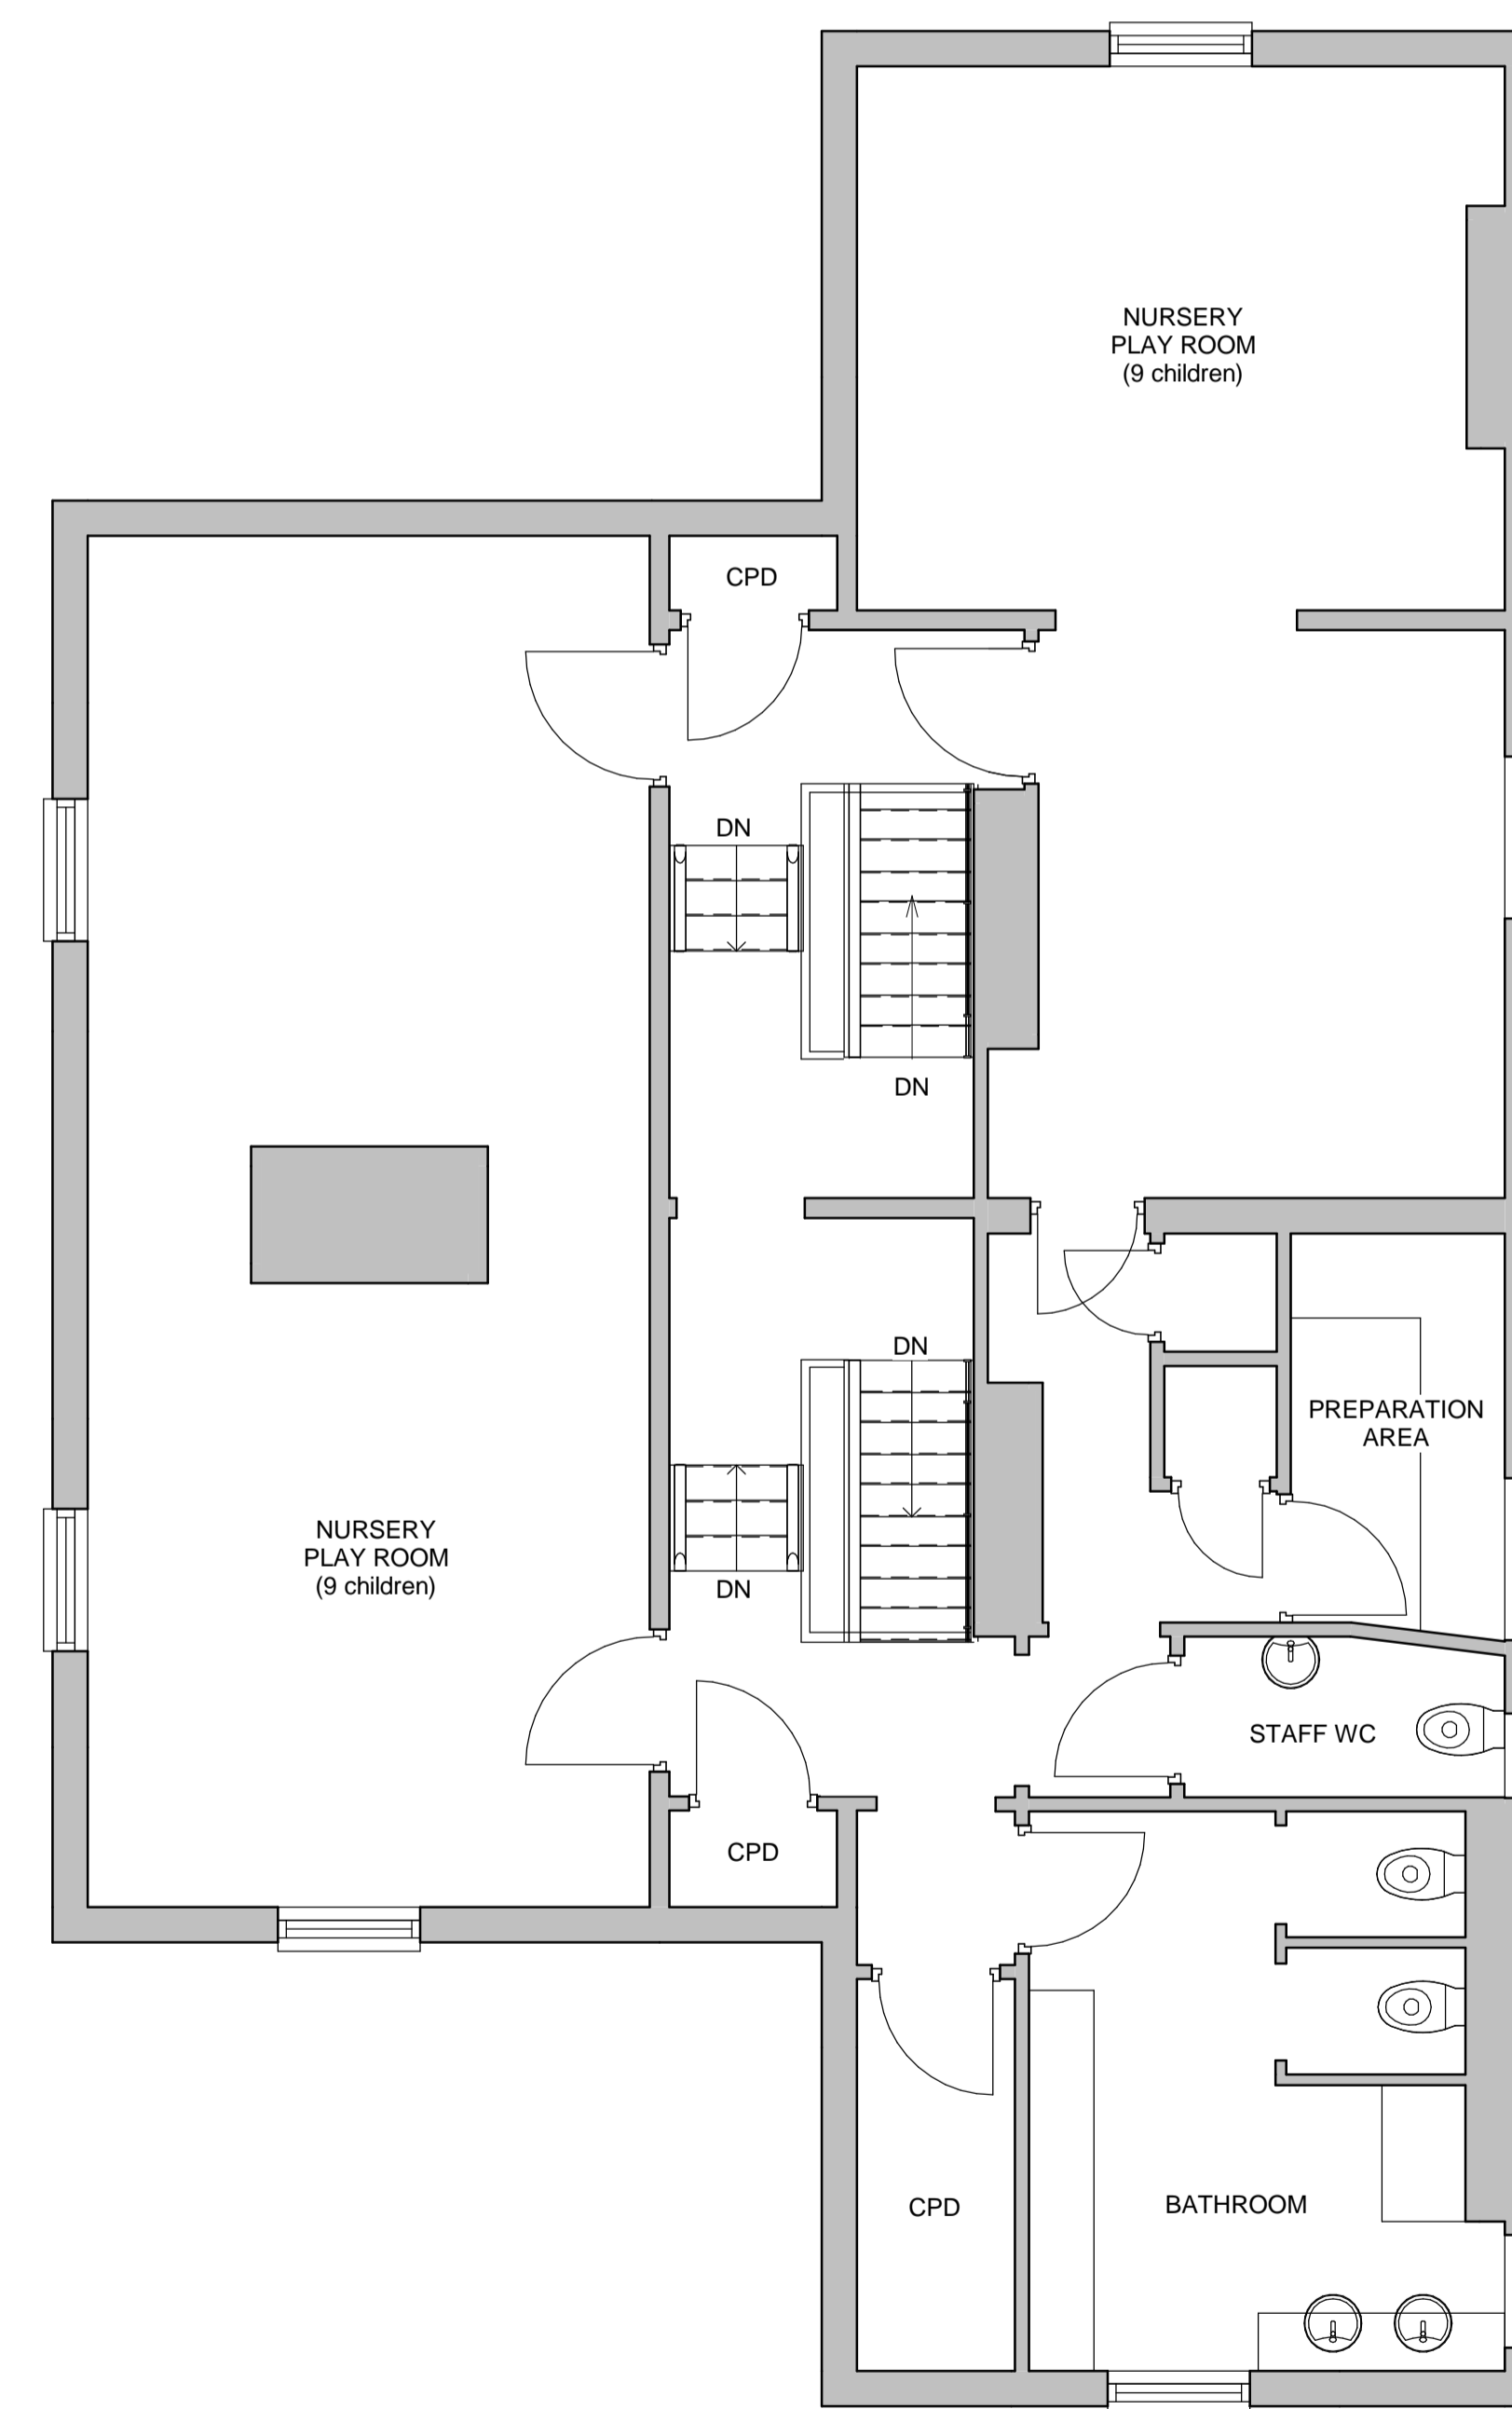 NURSERY
PLAY ROOM
(9 children)
CPD
DN
DN
DN
PREPARATION
AREA
NURSERY
PLAY ROOM
(9 children)
DN
STAFF WC
CPD
CPD
BATHROOM